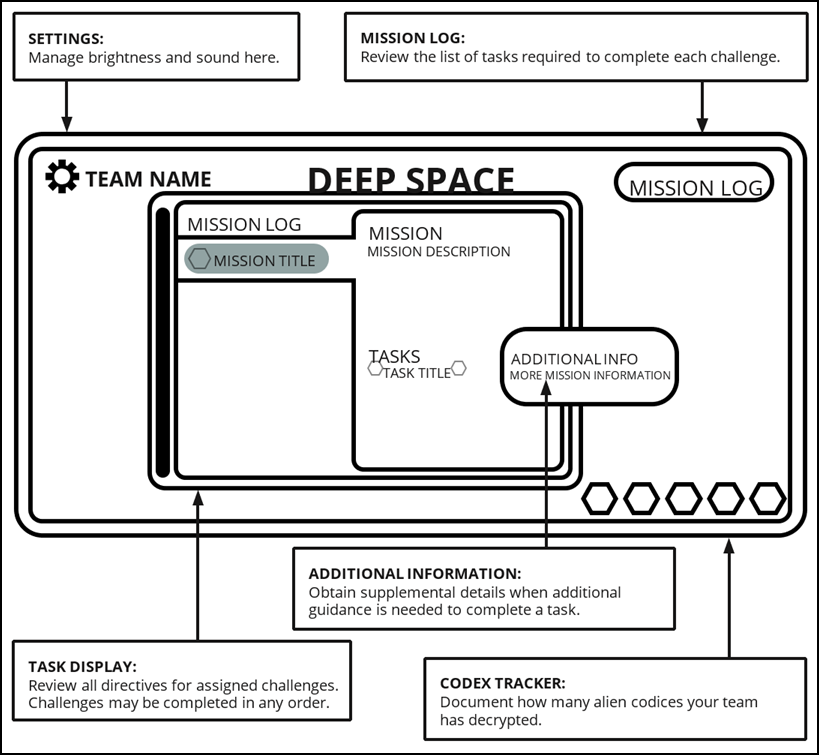 SETTINGS:
Manage brightness and sound here.
MISSION LOG:
Review the list of tasks required to complete each challenge.
TEAM NAME
DEEP SPACE
MISSION LOG
MISSION LOG
MISSION TITLE
MISSION
MISSION DESCRIPTION
TASKS
TASK TITLE
ADDITIONAL INFO
MORE MISSION INFORMATION
ADDITIONAL INFORMATION:
Obtain supplemental details when additional
guidance is needed to complete a task.
TASK DISPLAY:
Review all directives for assigned challenges.
Challenges may be completed in any order.
CODEX TRACKER:
Document how many alien codices your team
has decrypted.